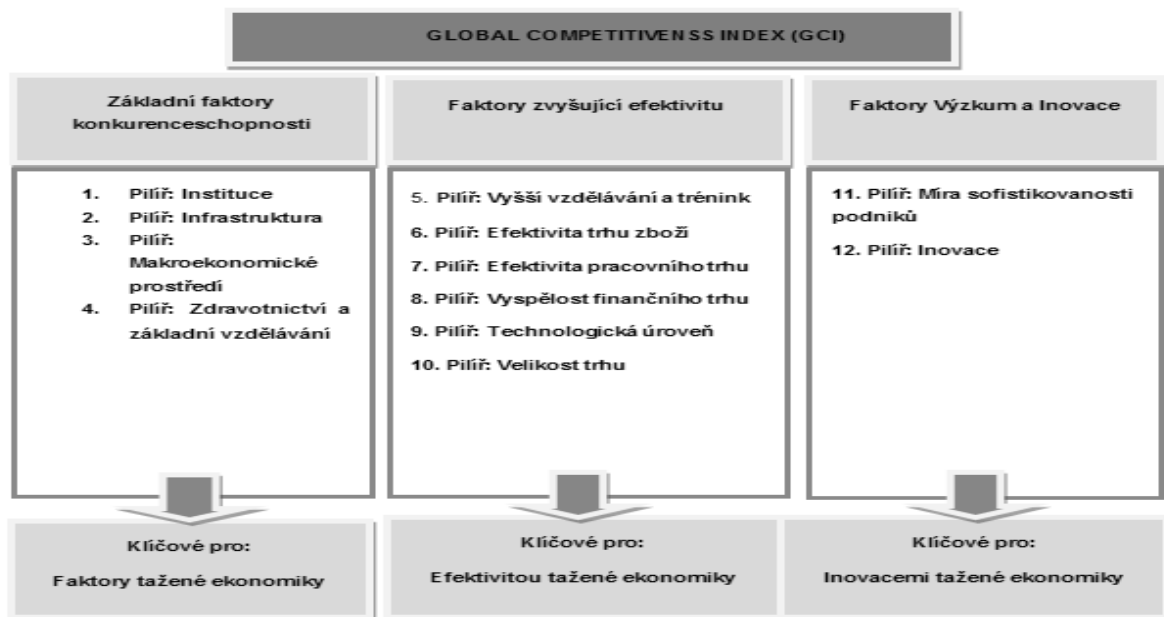 GLOBAL COMPETITIVENSS INDEX (GCI)
Základní faktory
konkurenceschopnosti
1. Pilíř: Instituce
2. Pilíř: Infrastruktura
3. Pilíř:
Makroekonomické
prostředí
4. Pilíř: Zdravotnictví a
základní vzdělávání
Klíčové pro:
Faktory tažené ekonomiky
Faktory zvyšující efektivitu
5. Pilíř: Vyšší vzdělávání a trénink
6. Pilíř: Efektivita trhu zboží
7. Pilíř: Efektivita pracovního trhu
8. Pilíř: Vyspělost finančního trhu
9. Pilíř: Technologická úroveň
10. Pilíř: Velikost trhu
Klíčové pro:
Efektivitou tažené ekonomiky
Faktory Výzkum a Inovace
11. Pilíř: Míra sofistikovanosti
podniků
12. Pilíř: Inovace
Klíčové pro:
Inovacemi tažené ekonomiky